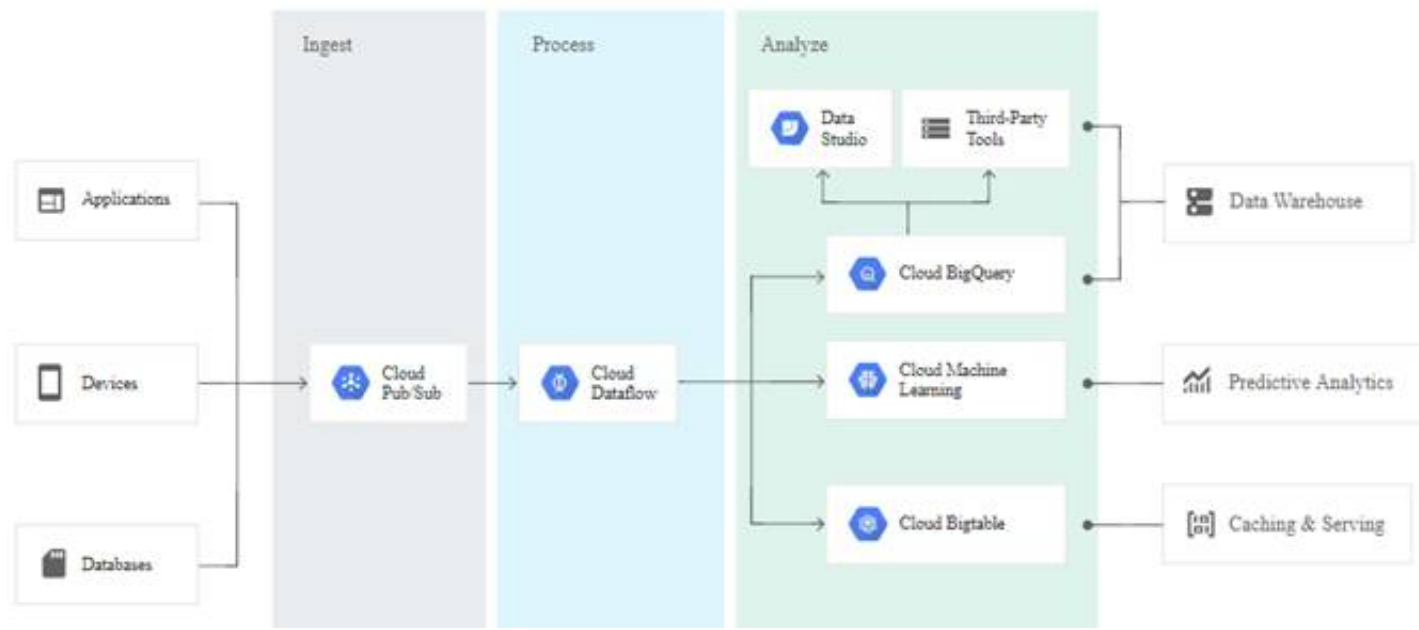 Ingest
Process
Analyze
Data
Studio
Third-Party
Tools
Applications
Data Warehouse
Cloud BigQuery
Devices
Cloud
Pub/Sub
Cloud
Dataflow
Cloud Machine
Learning
Predictive Analytics
Databases
Cloud Bigtable
Caching & Serving